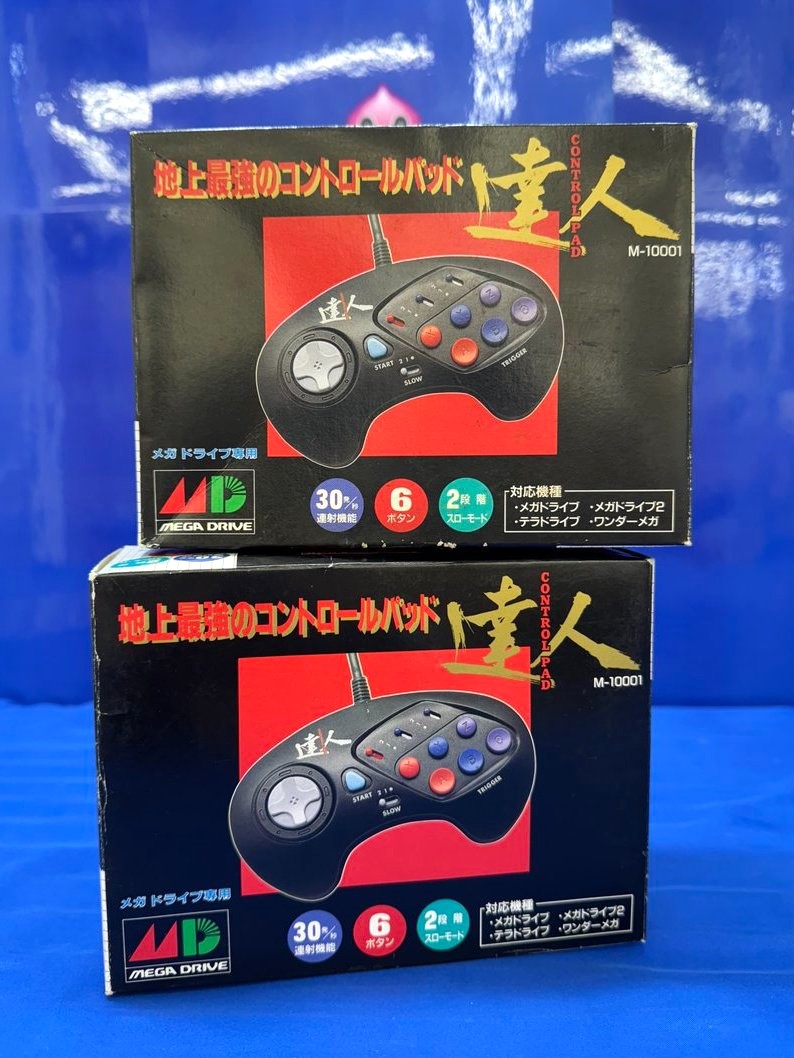 地上最強のコントロールパッド
達人
CONTROL PAD
M-10001
達人
START
2 1
SLOW
TRIGGER
メガドライブ専用
MD
MEGA DRIVE
30発/秒
連射機能
6
ボタン
2段階
スローモード
対応機種
・メガドライブ ・メガドライブ2
・テラドライブ ・ワンダーメガ
地上最強のコントロールパッド
達人
CONTROL PAD
M-10001
達人
START
2 1
SLOW
TRIGGER
メガドライブ専用
MD
MEGA DRIVE
30発/秒
連射機能
6
ボタン
2段階
スローモード
対応機種
・メガドライブ ・メガドライブ2
・テラドライブ ・ワンダーメガ